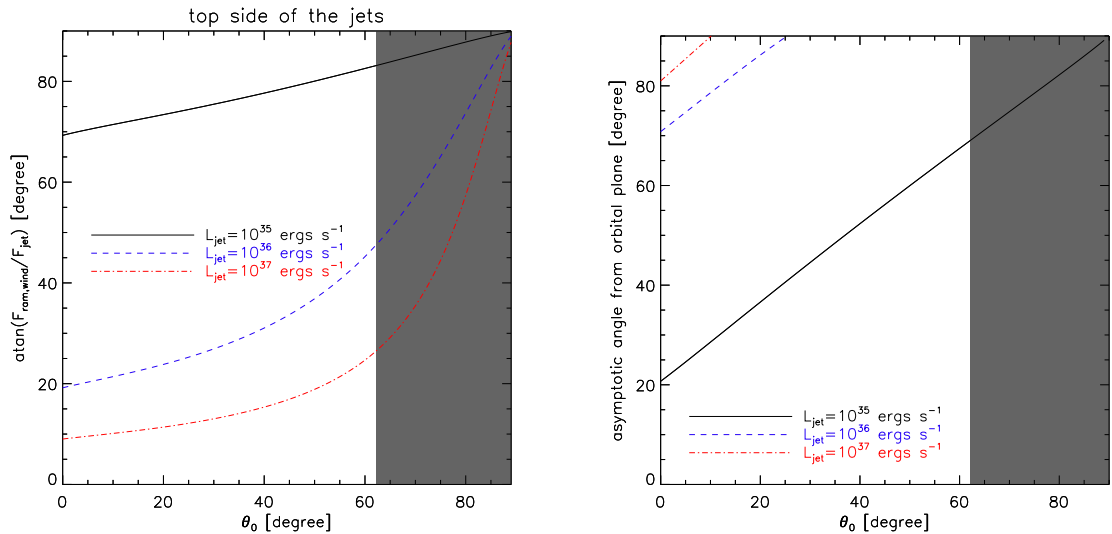 top side of the jets
atan(F_ram,wind/F_jet) [degree]
80
60
40
20
0
L_jet=10^35 ergs s^-1
L_jet=10^36 ergs s^-1
L_jet=10^37 ergs s^-1
0 20 40 60 80
θ_0 [degree]
asymptotic angle from orbital plane [degree]
80
60
40
20
0
L_jet=10^35 ergs s^-1
L_jet=10^36 ergs s^-1
L_jet=10^37 ergs s^-1
0 20 40 60 80
θ_0 [degree]